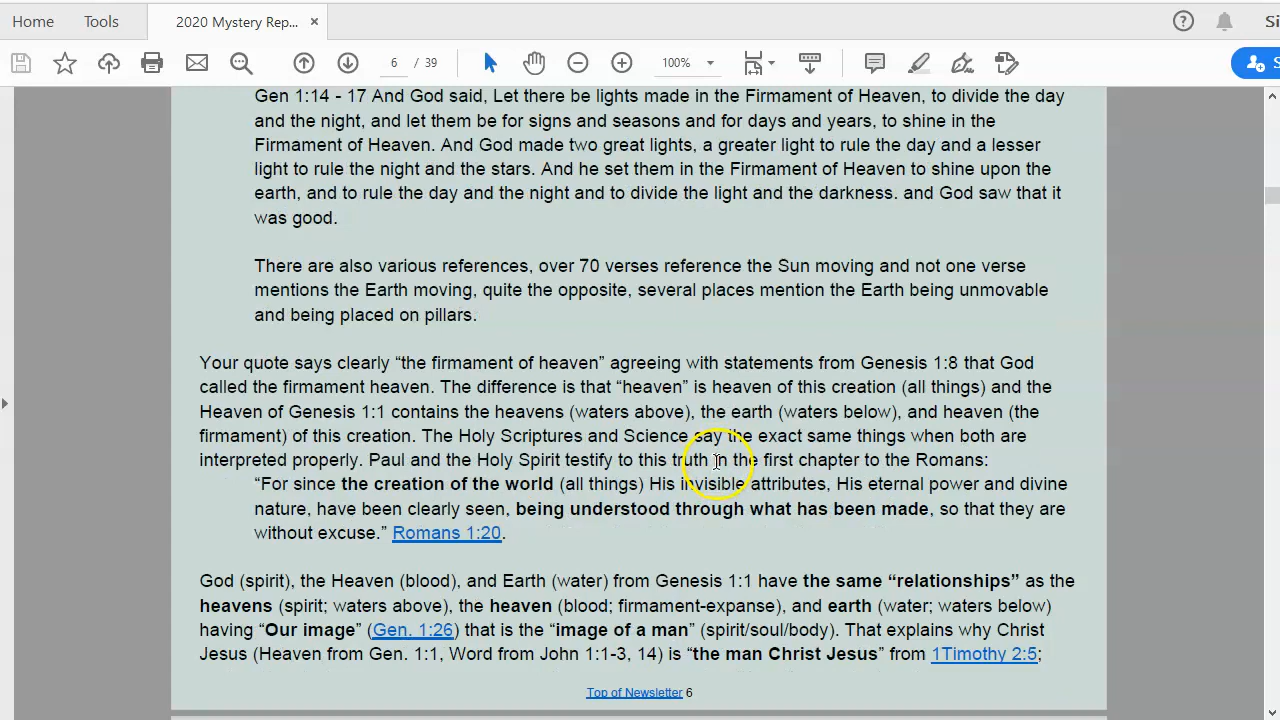 Home Tools 2020 Mystery Rep... ×
6 / 39 100%
Gen 1:14 - 17 And God said, Let there be lights made in the Firmament of Heaven, to divide the day
and the night, and let them be for signs and seasons and for days and years, to shine in the
Firmament of Heaven. And God made two great lights, a greater light to rule the day and a lesser
light to rule the night and the stars. And he set them in the Firmament of Heaven to shine upon the
earth, and to rule the day and the night and to divide the light and the darkness. and God saw that it
was good.
There are also various references, over 70 verses reference the Sun moving and not one verse
mentions the Earth moving, quite the opposite, several places mention the Earth being unmovable
and being placed on pillars.
Your quote says clearly “the firmament of heaven” agreeing with statements from Genesis 1:8 that God
called the firmament heaven. The difference is that “heaven” is heaven of this creation (all things) and the
Heaven of Genesis 1:1 contains the heavens (waters above), the earth (waters below), and heaven (the
firmament) of this creation. The Holy Scriptures and Science say the exact same things when both are
interpreted properly. Paul and the Holy Spirit testify to this truth in the first chapter to the Romans:
“For since the creation of the world (all things) His invisible attributes, His eternal power and divine
nature, have been clearly seen, being understood through what has been made, so that they are
without excuse.” Romans 1:20.
God (spirit), the Heaven (blood), and Earth (water) from Genesis 1:1 have the same “relationships” as the
heavens (spirit; waters above), the heaven (blood; firmament-expanse), and earth (water; waters below)
having “Our image” (Gen. 1:26) that is the “image of a man” (spirit/soul/body). That explains why Christ
Jesus (Heaven from Gen. 1:1, Word from John 1:1-3, 14) is “the man Christ Jesus” from 1Timothy 2:5;
Top of Newsletter 6